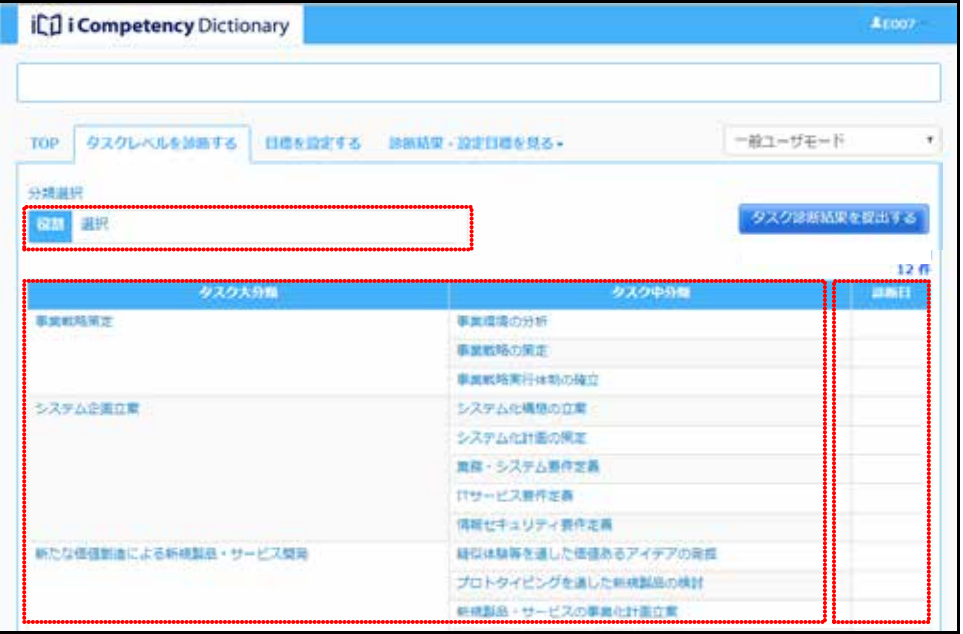 i Competency Dictionary
E007
TOP タスクレベルを診断する 目標を設定する 診断結果・設定目標を見る
一般ユーザモード
分類選択
役割 選択
タスク診断結果を提出する
12 件
タスク大分類 タスク中分類 診断日
事業戦略策定 事業環境の分析
事業戦略の策定
事業戦略実行体制の確立
システム企画立案 システム化構想の立案
システム化計画の策定
業務・システム要件定義
ITサービス要件定義
情報セキュリティ要件定義
新たな価値創造による新規製品・サービス開発 疑似体験等を通した価値あるアイデアの発掘
プロトタイピングを通した新規製品の検討
新規製品・サービスの事業化計画立案